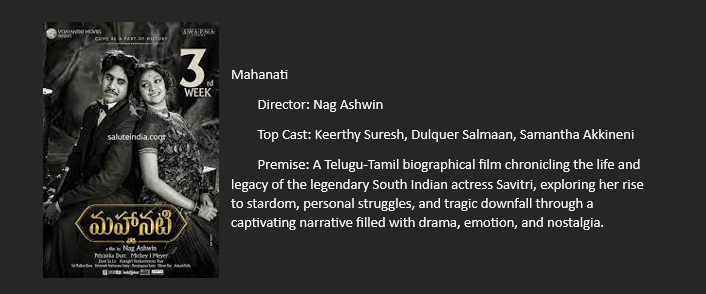 VYJAYANTHI MOVIES
PRESENTS
SWAPNA
COME BE A PART OF HISTORY
3rd
WEEK
saluteindia.com
మహానటి
a film by Nag Ashwin
Priyanka Dutt Mickey J Meyer
Mahanati
Director: Nag Ashwin
Top Cast: Keerthy Suresh, Dulquer Salmaan, Samantha Akkineni
Premise: A Telugu-Tamil biographical film chronicling the life and
legacy of the legendary South Indian actress Savitri, exploring her rise
to stardom, personal struggles, and tragic downfall through a
captivating narrative filled with drama, emotion, and nostalgia.